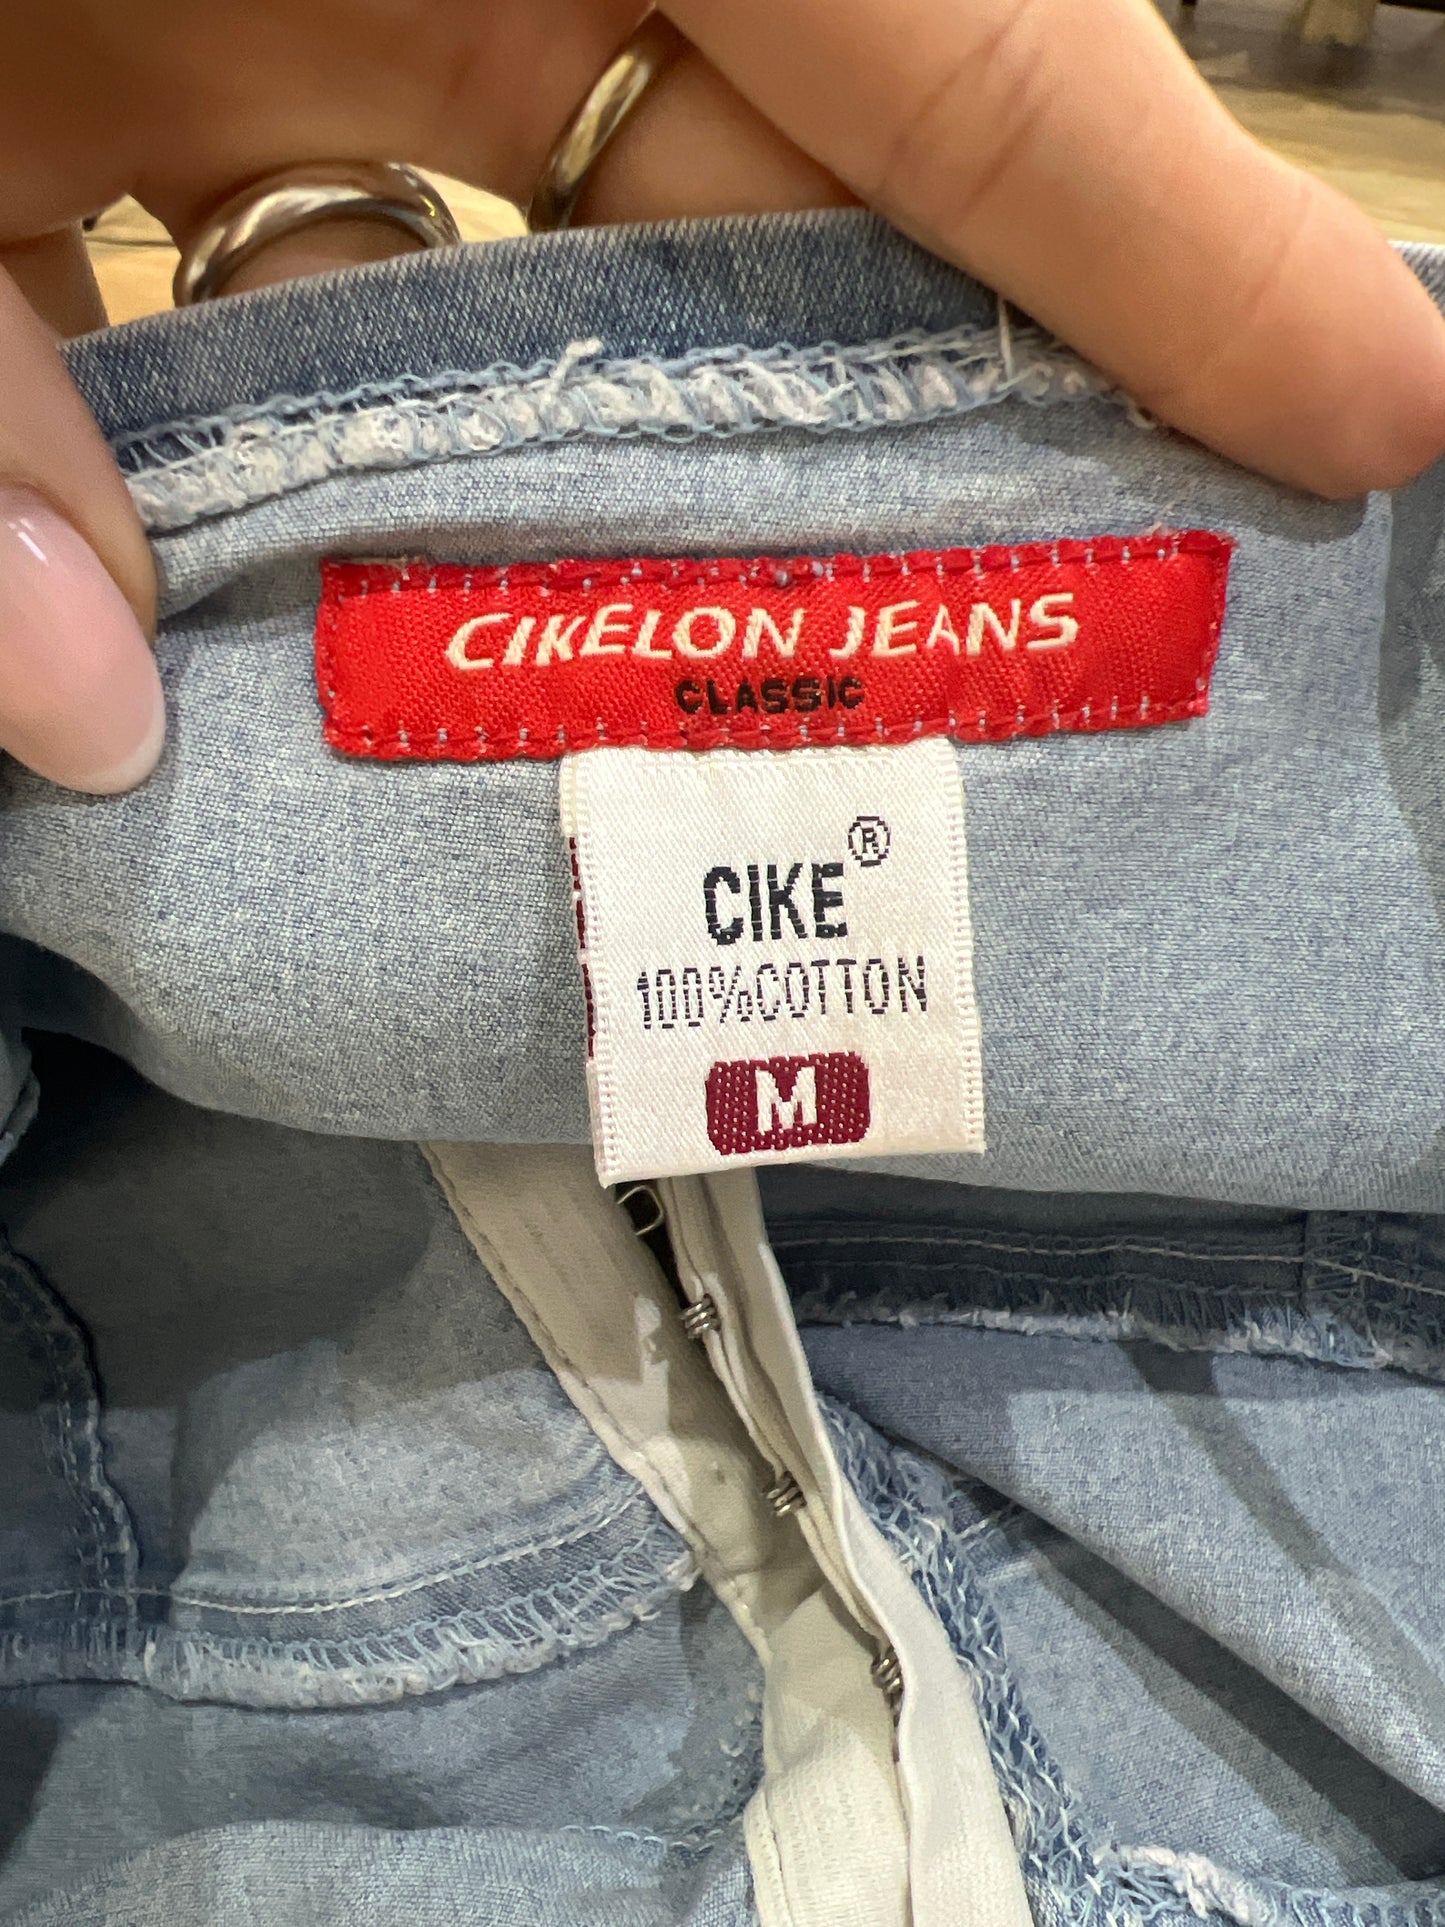 CIKELON JEANS
CLASSIC
CIKE®
100%COTTON
M